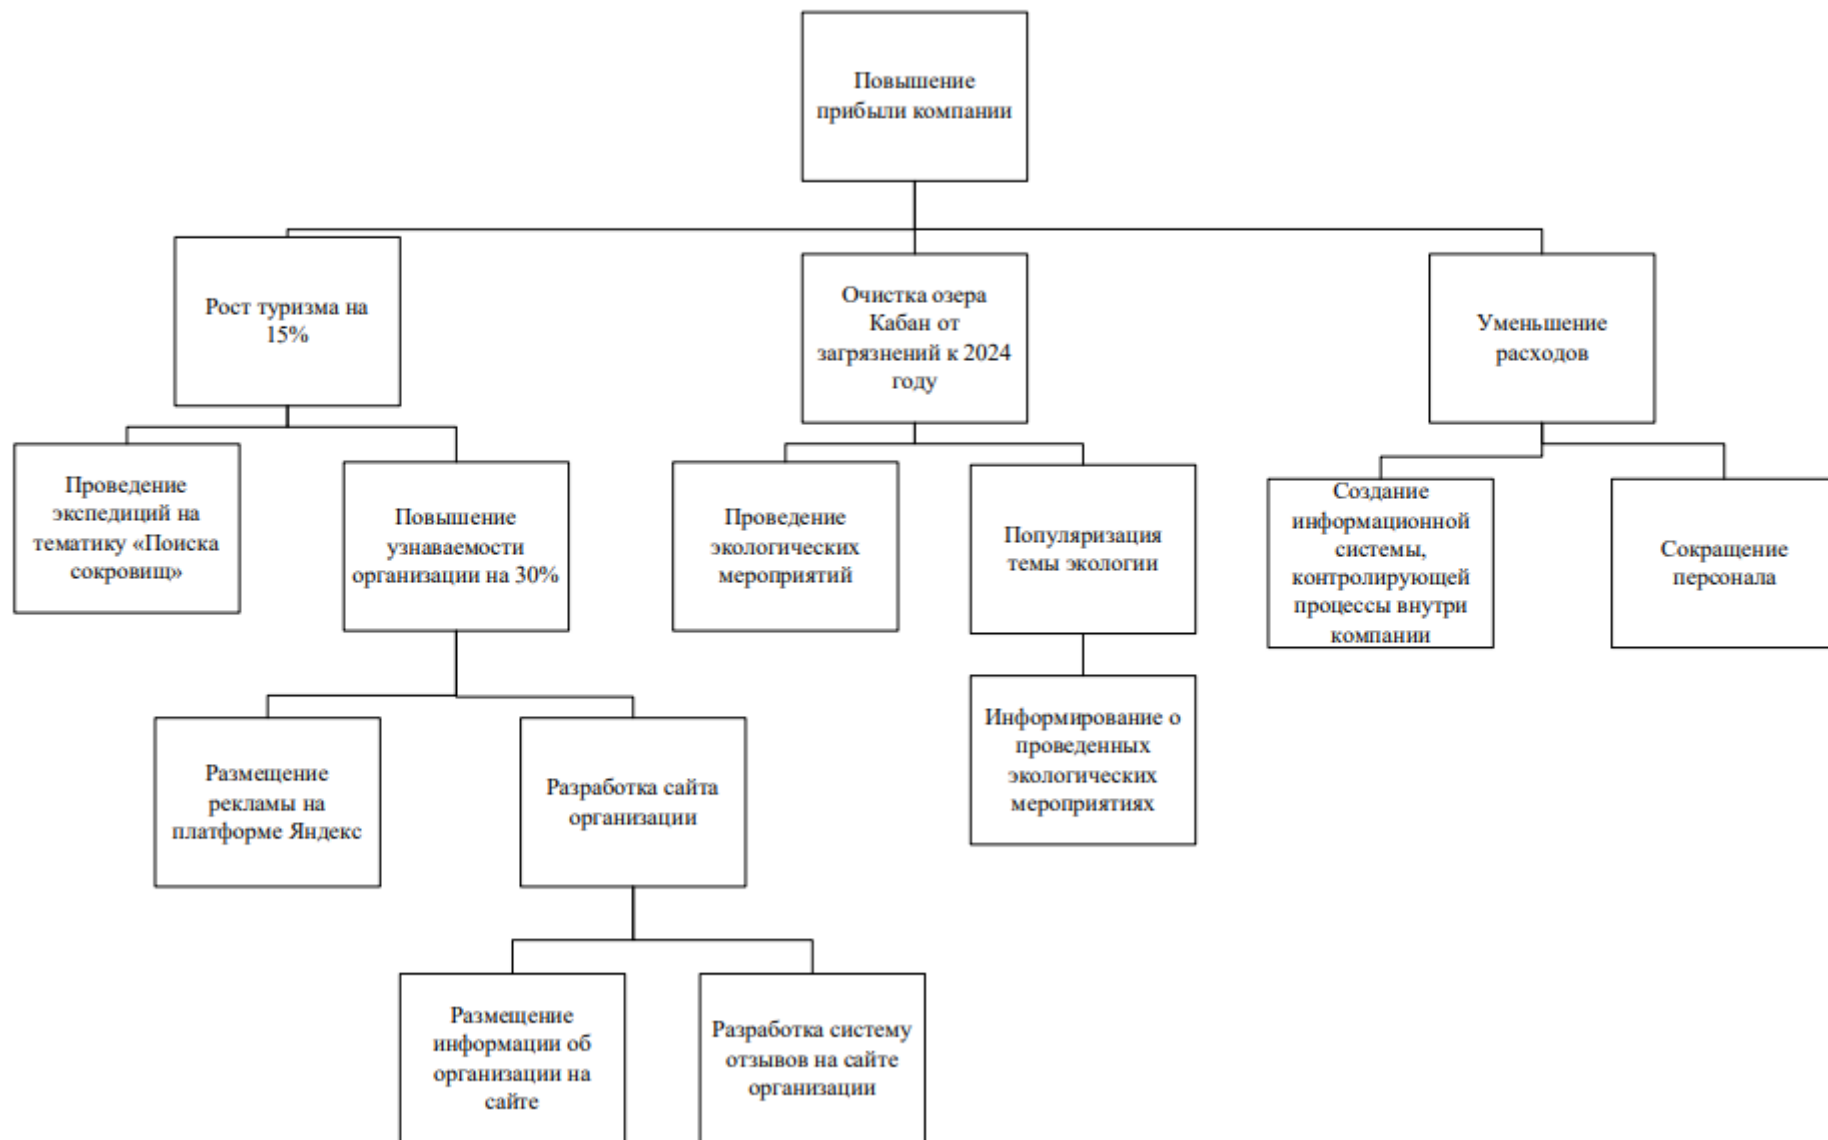 Повышение
прибыли компании
Рост туризма на
15%
Очистка озера
Кабан от
загрязнений к 2024
году
Уменьшение
расходов
Проведение
экспедиций на
тематику «Поиска
сокровищ»
Повышение
узнаваемости
организации на 30%
Проведение
экологических
мероприятий
Популяризация
темы экологии
Создание
информационной
системы,
контролирующей
процессы внутри
компании
Сокращение
персонала
Размещение
рекламы на
платформе Яндекс
Разработка сайта
организации
Информирование о
проведенных
экологических
мероприятиях
Размещение
информации об
организации на
сайте
Разработка систему
отзывов на сайте
организации